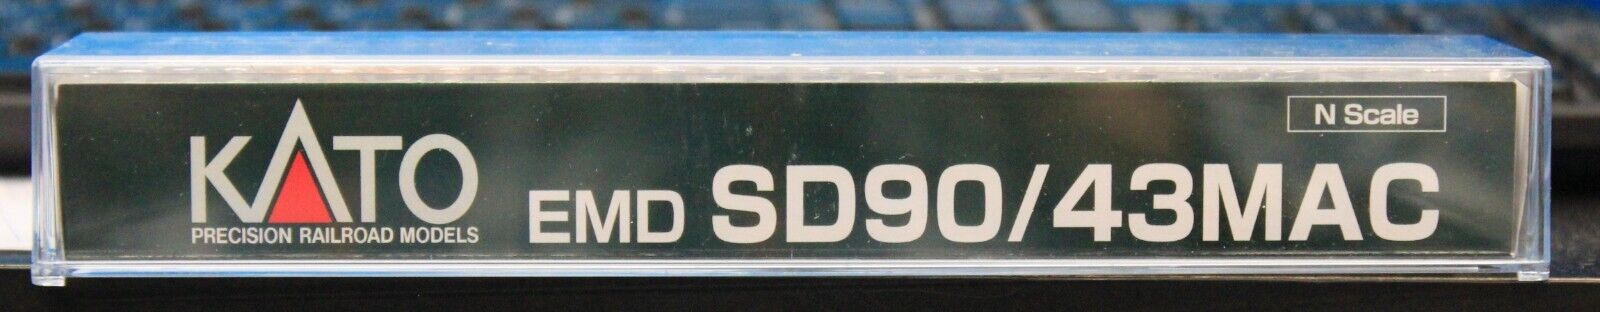 N Scale
KATO
PRECISION RAILROAD MODELS
EMD SD90/43MAC